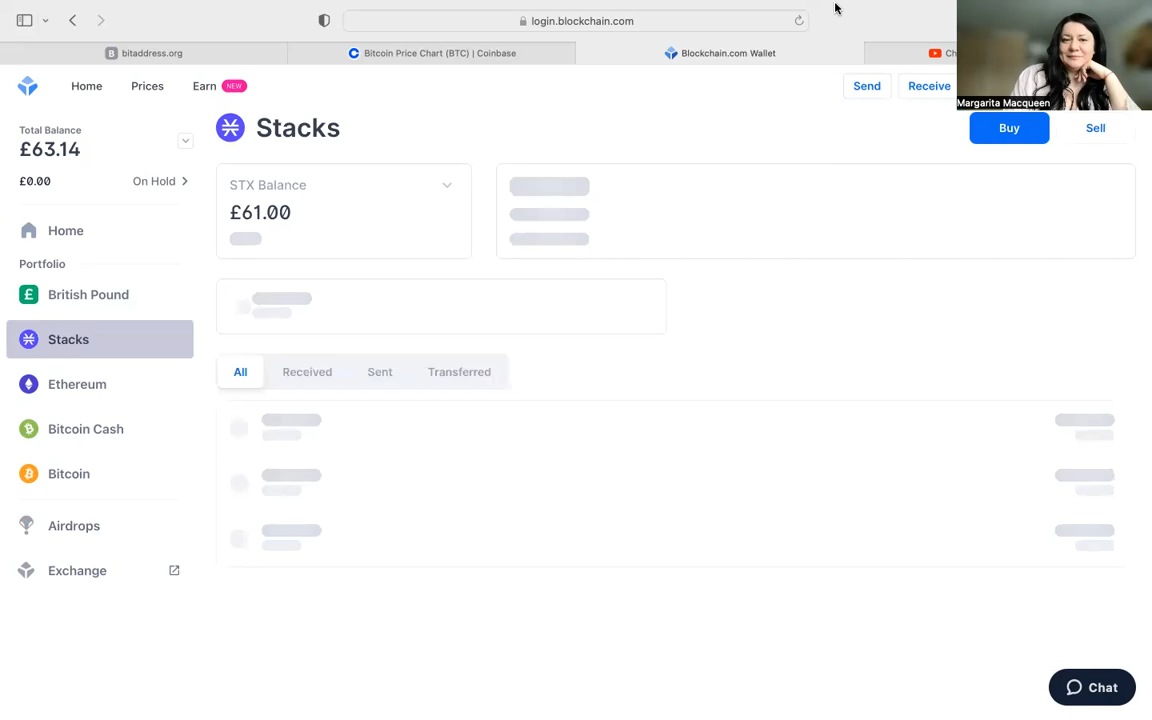 login.blockchain.com
bitaddress.org
Bitcoin Price Chart (BTC) | Coinbase
Blockchain.com Wallet
Ch
Home
Prices
Earn
NEW
Send
Receive
Margarita Macqueen
Total Balance
£63.14
£0.00
On Hold
Home
Portfolio
British Pound
Stacks
Ethereum
Bitcoin Cash
Bitcoin
Airdrops
Exchange
Stacks
Buy
Sell
STX Balance
£61.00
All
Received
Sent
Transferred
Chat